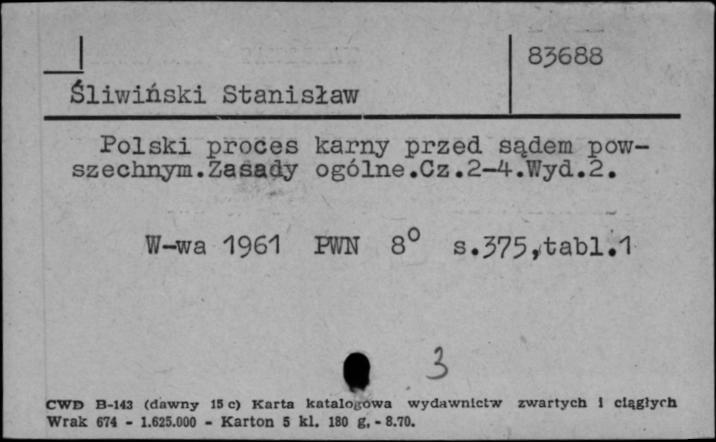 83688
Śliwiński Stanisław
Polski proces karny przed sądem pow-
szechnym.Zasady ogólne.Cz.2-4.Wyd.2.
W-wa 1961 PWN 8° s.375,tabl.1
3
CWD B-143 (dawny 15 c) Karta katalogowa wydawnictw zwartych i ciągłych
Wrak 674 - 1.625.000 - Karton 5 kl. 180 g. - 8.70.